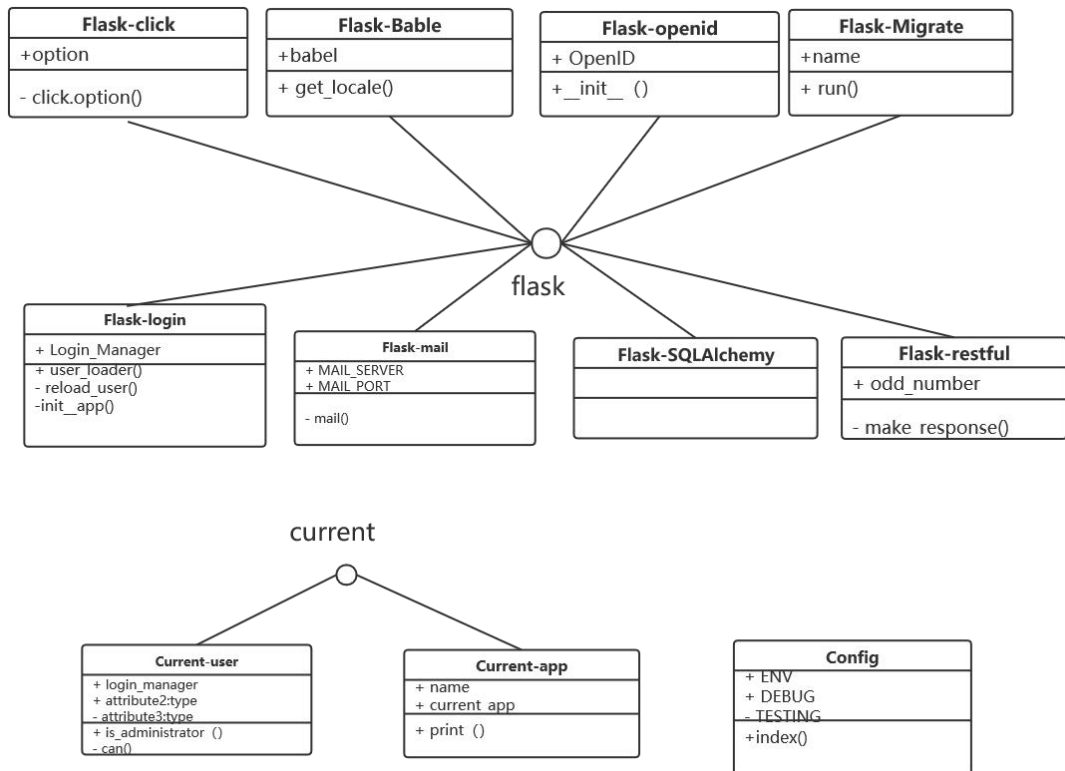 Flask-click
+option
- click.option()
Flask-Bable
+babel
+ get_locale()
Flask-openid
+ OpenID
+__init__ ()
Flask-Migrate
+name
+ run()
flask
Flask-login
+ Login_Manager
+ user_loader()
- reload_user()
-init__app()
Flask-mail
+ MAIL_SERVER
+ MAIL_PORT
- mail()
Flask-SQLAlchemy
Flask-restful
+ odd_number
- make_response()
current
Current-user
+ login_manager
+ attribute2:type
- attribute3:type
+ is_administrator ()
- can()
Current-app
+ name
+ current_app
+ print ()
Config
+ ENV
+ DEBUG
- TESTING
+index()